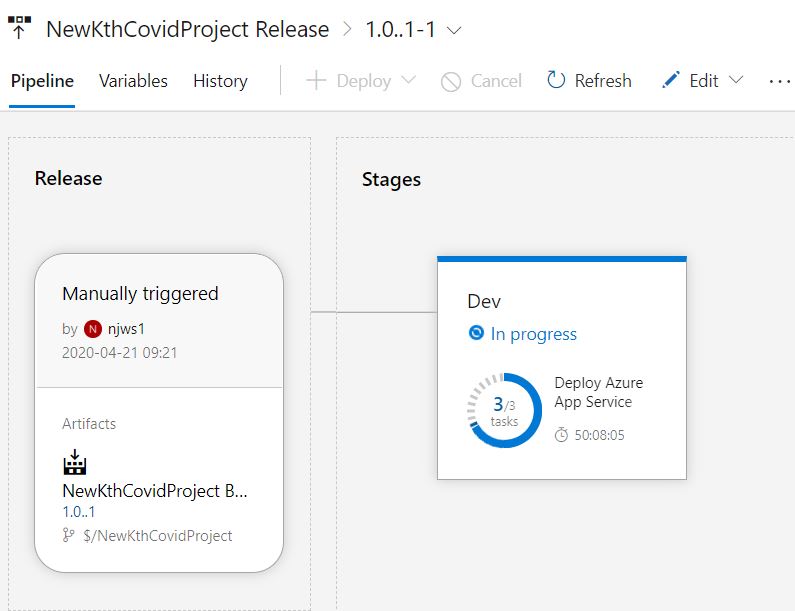 NewKthCovidProject Release > 1.0..1-1
Pipeline Variables History Deploy Cancel Refresh Edit ...
Release
Manually triggered
by N njws1
2020-04-21 09:21
Artifacts
NewKthCovidProject B...
1.0..1
$/NewKthCovidProject
Stages
Dev
In progress
3/3
tasks
Deploy Azure
App Service
50:08:05